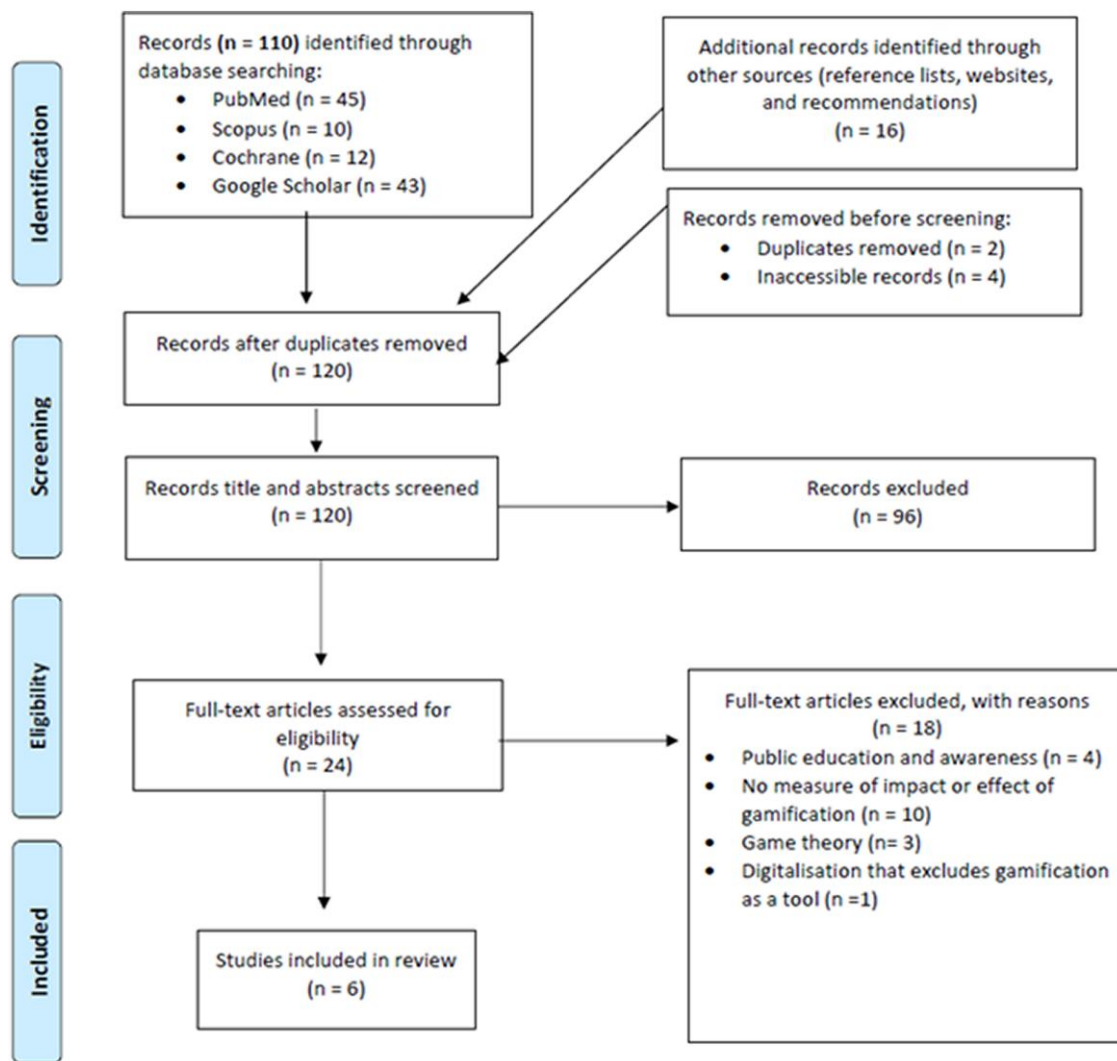 Identification
Records (n = 110) identified through
database searching:
• PubMed (n = 45)
• Scopus (n = 10)
• Cochrane (n = 12)
• Google Scholar (n = 43)
Additional records identified through
other sources (reference lists, websites,
and recommendations)
(n = 16)
Records removed before screening:
• Duplicates removed (n = 2)
• Inaccessible records (n = 4)
Screening
Records after duplicates removed
(n = 120)
Records title and abstracts screened
(n = 120)
Records excluded
(n = 96)
Eligibility
Full-text articles assessed for
eligibility
(n = 24)
Full-text articles excluded, with reasons
(n = 18)
• Public education and awareness (n = 4)
• No measure of impact or effect of
gamification (n = 10)
• Game theory (n= 3)
• Digitalisation that excludes gamification
as a tool (n =1)
Included
Studies included in review
(n = 6)